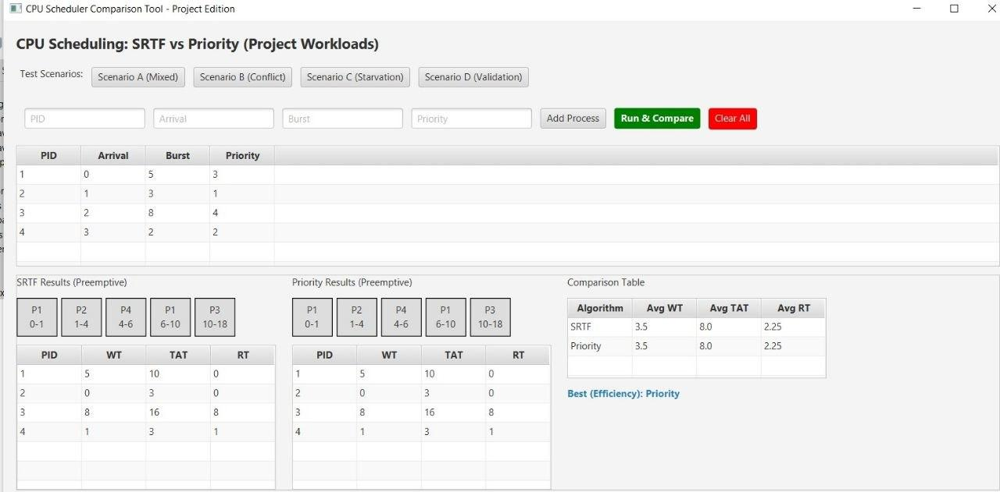 CPU Scheduler Comparison Tool - Project Edition
CPU Scheduling: SRTF vs Priority (Project Workloads)
Test Scenarios: Scenario A (Mixed) Scenario B (Conflict) Scenario C (Starvation) Scenario D (Validation)
PID Arrival Burst Priority Add Process Run & Compare Clear All
PID Arrival Burst Priority
1 0 5 3
2 1 3 1
3 2 8 4
4 3 2 2
SRTF Results (Preemptive)
P1 P2 P4 P1 P3
0-1 1-4 4-6 6-10 10-18
PID WT TAT RT
1 5 10 0
2 0 3 0
3 8 16 8
4 1 3 1
Priority Results (Preemptive)
P1 P2 P4 P1 P3
0-1 1-4 4-6 6-10 10-18
PID WT TAT RT
1 5 10 0
2 0 3 0
3 8 16 8
4 1 3 1
Comparison Table
Algorithm Avg WT Avg TAT Avg RT
SRTF 3.5 8.0 2.25
Priority 3.5 8.0 2.25
Best (Efficiency): Priority